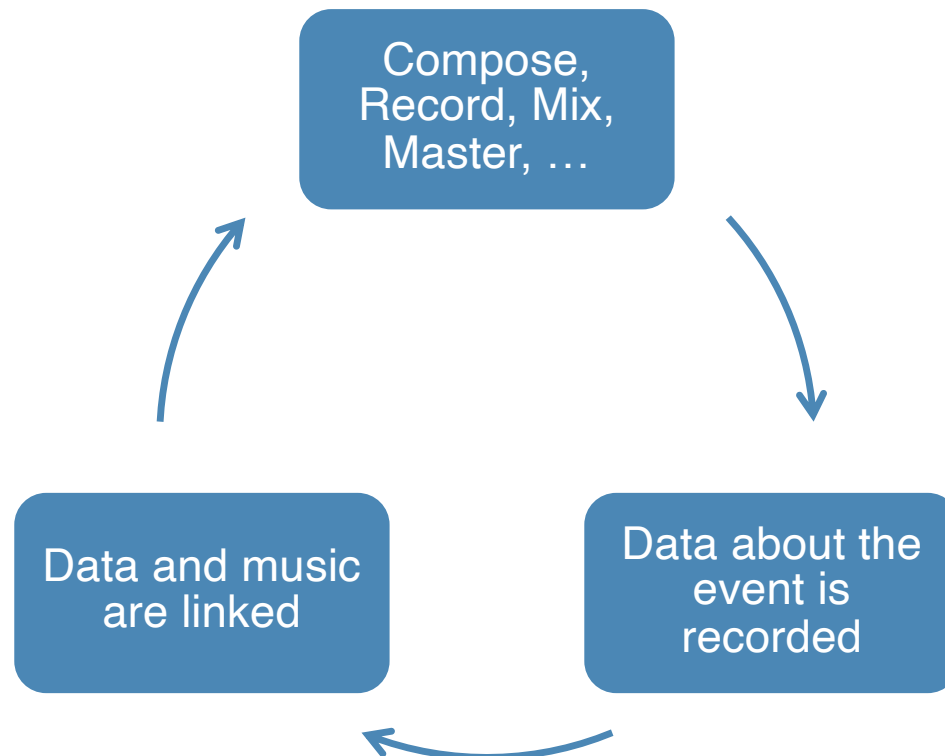 Compose,
Record, Mix,
Master, …
Data about the
event is
recorded
Data and music
are linked